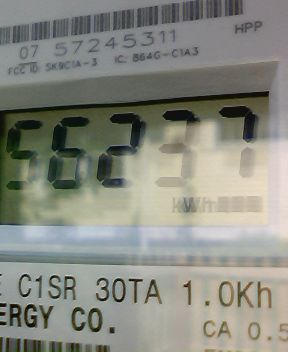 07 57245311
HPP
FCC ID: SK9C1A-3 IC: 864G-C1A3
56237
kWh
E C1SR 30TA 1.0Kh
ERGY CO.
CA 0.5